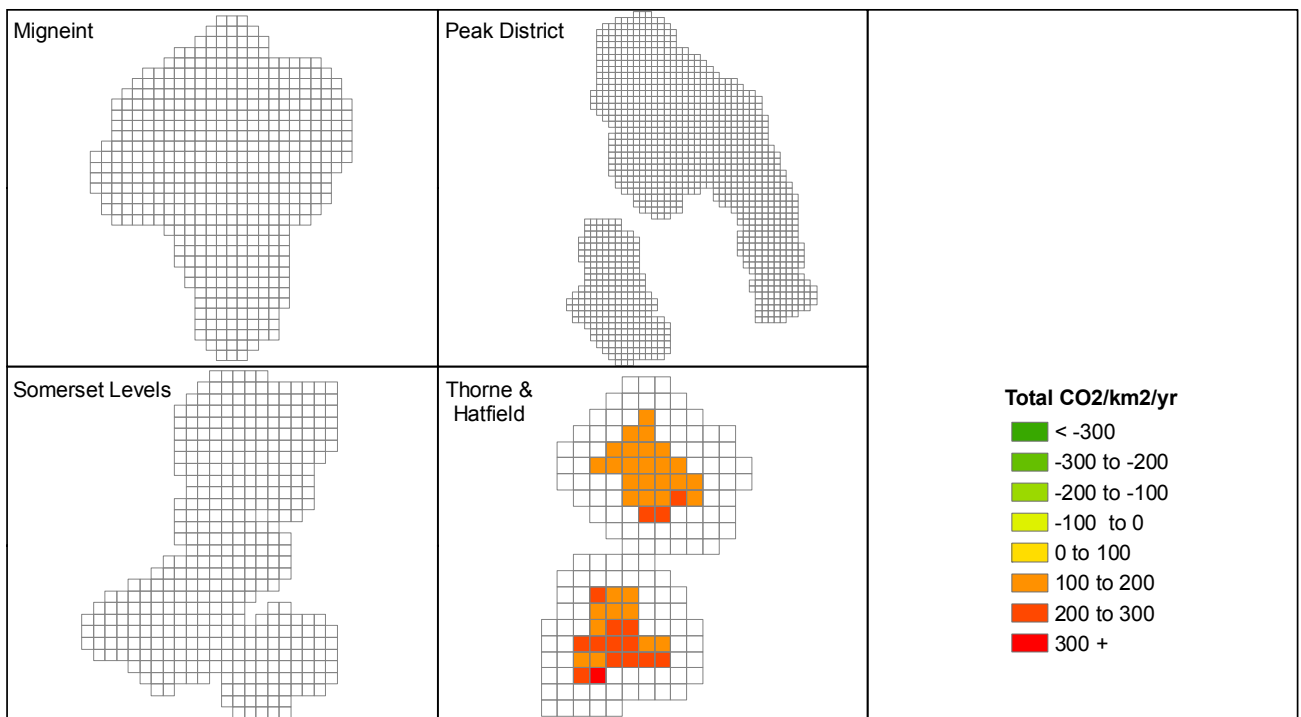 Migneint
Peak District
Somerset Levels
Thorne &
Hatfield
Total CO2/km2/yr
< -300
-300 to -200
-200 to -100
-100 to 0
0 to 100
100 to 200
200 to 300
300 +